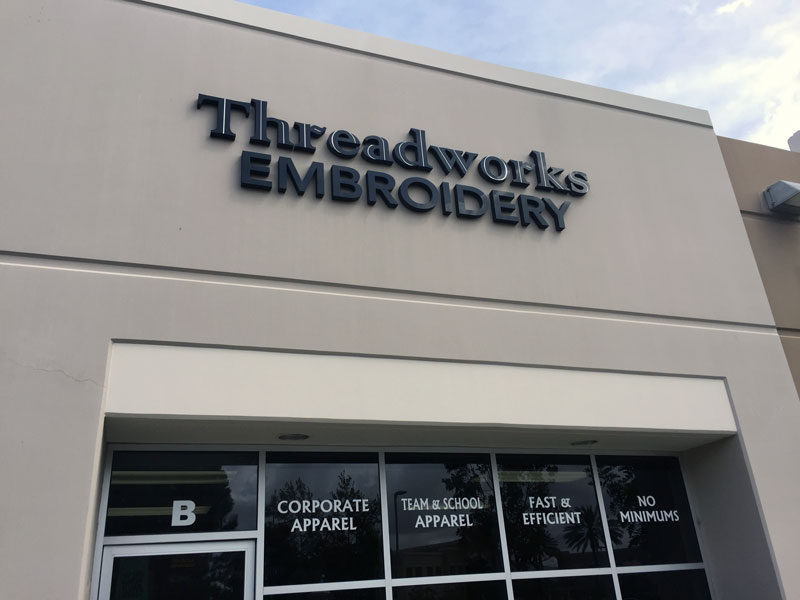 Threadworks
EMBROIDERY
B
CORPORATE
APPAREL
TEAM & SCHOOL
APPAREL
FAST &
EFFICIENT
NO
MINIMUMS